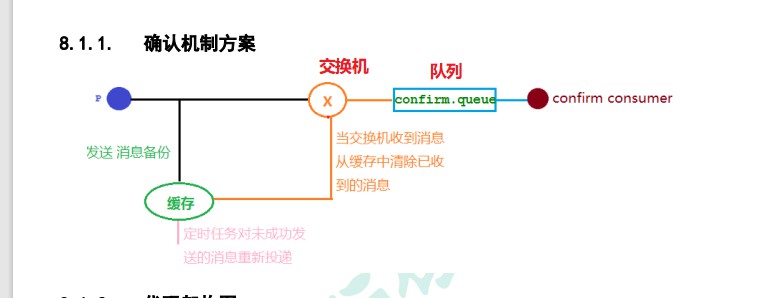 8.1.1. 确认机制方案
交换机
队列
P
X
confirm.queue
confirm consumer
发送 消息备份
当交换机收到消息
从缓存中清除已收
到的消息
缓存
定时任务对未成功发
送的消息重新投递